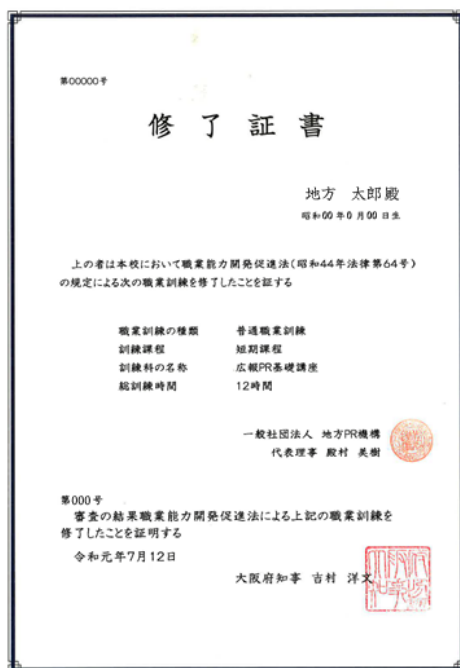 第00000号
修了証書
地方 太郎殿
昭和00年0月00日生
上の者は本校において職業能力開発促進法(昭和44年法律第64号)
の規定による次の職業訓練を修了したことを証する
職業訓練の種類 普通職業訓練
訓練課程 短期課程
訓練科の名称 広報PR基礎講座
総訓練時間 12時間
一般社団法人 地方PR機構
代表理事 殿村 美樹
第000号
審査の結果職業能力開発促進法による上記の職業訓練を
修了したことを証明する
令和元年7月12日
大阪府知事 吉村 洋文